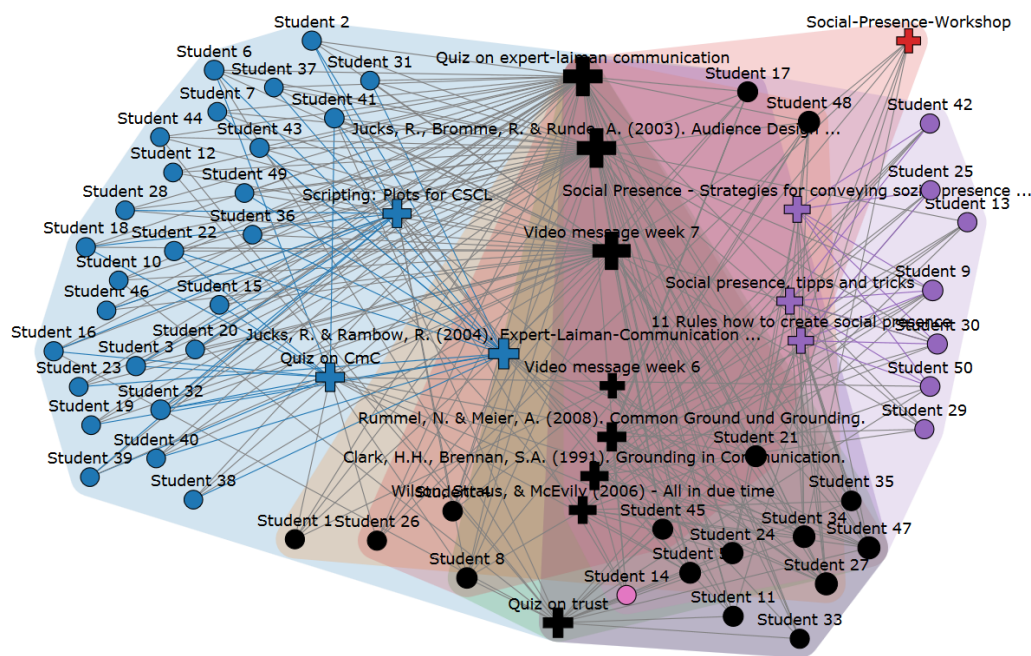 Student 2
Social-Presence-Workshop
Student 6
Quiz on expert-laiman communication
Student 37
Student 31
Student 17
Student 7
Student 41
Student 48
Student 42
Student 44
Student 43
Jucks, R., Bromme, R. & Runde, A. (2003). Audience Design ...
Student 12
Student 25
Student 28
Student 49
Scripting: Plots for CSCL
Social Presence - Strategies for conveying sozial presence ...
Student 13
Student 18
Student 22
Student 36
Video message week 7
Student 10
Student 9
Student 46
Student 15
Social presence, tipps and tricks
Student 16
Student 3
Student 20
Jucks, R. & Rambow, R. (2004). Expert-Laiman-Communication ...
11 Rules how to create social presence
Student 30
Quiz on CmC
Student 23
Video message week 6
Student 50
Student 32
Student 19
Rummel, N. & Meier, A. (2008). Common Ground und Grounding.
Student 29
Student 40
Student 21
Student 39
Clark, H.H., Brennan, S.A. (1991). Grounding in Communication.
Student 38
Wilson, Straus, & McEvily (2006) - All in due time
Student 35
Student 1
Student 26
Student 45
Student 34
Student 24
Student 47
Student 8
Student
Student 27
Student 14
Quiz on trust
Student 11
Student 33